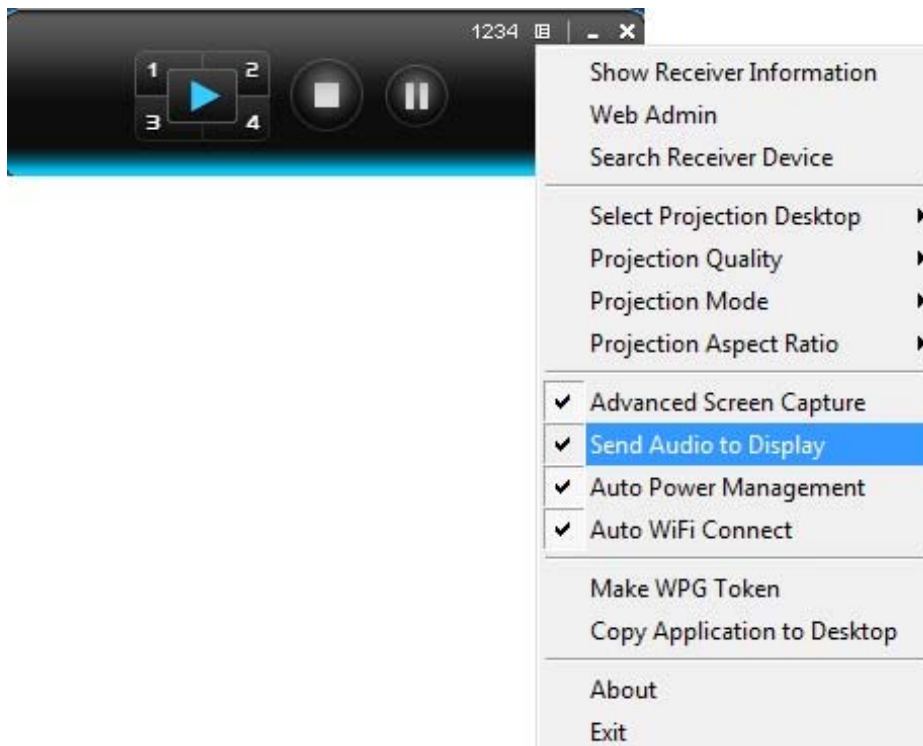 1234
1 2
3 4
Show Receiver Information
Web Admin
Search Receiver Device
Select Projection Desktop
Projection Quality
Projection Mode
Projection Aspect Ratio
Advanced Screen Capture
Send Audio to Display
Auto Power Management
Auto WiFi Connect
Make WPG Token
Copy Application to Desktop
About
Exit